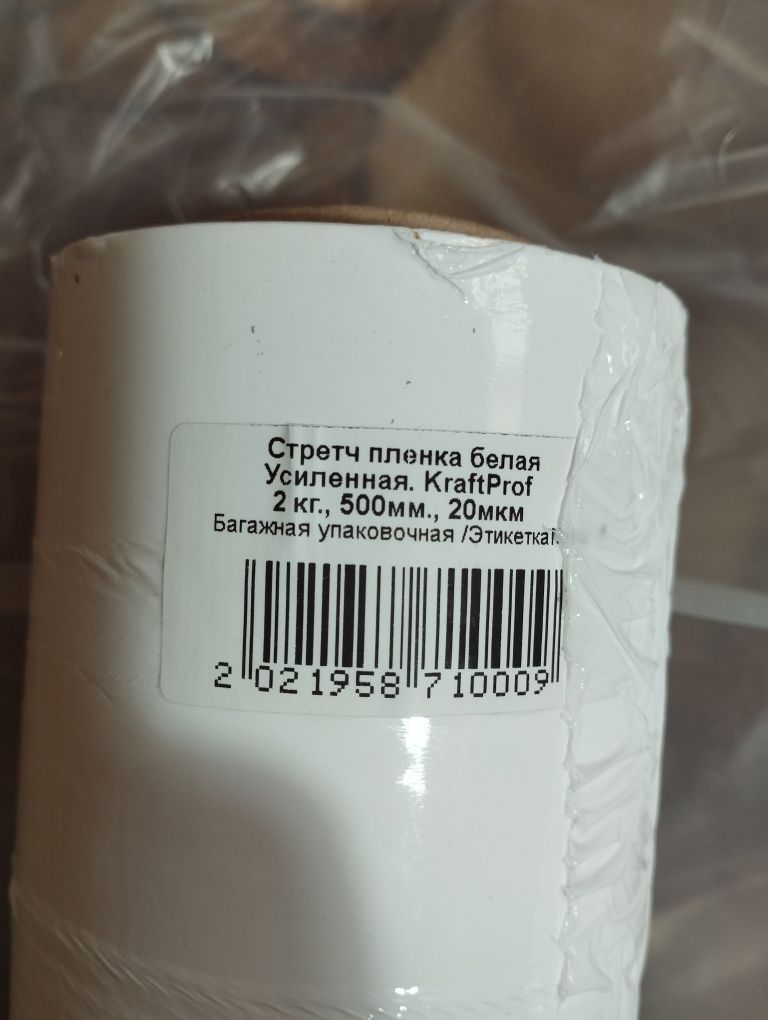 Стретч пленка белая
Усиленная. KraftProf
2 кг., 500мм., 20мкм
Багажная упаковочная /Этикетка
2 021958 710009